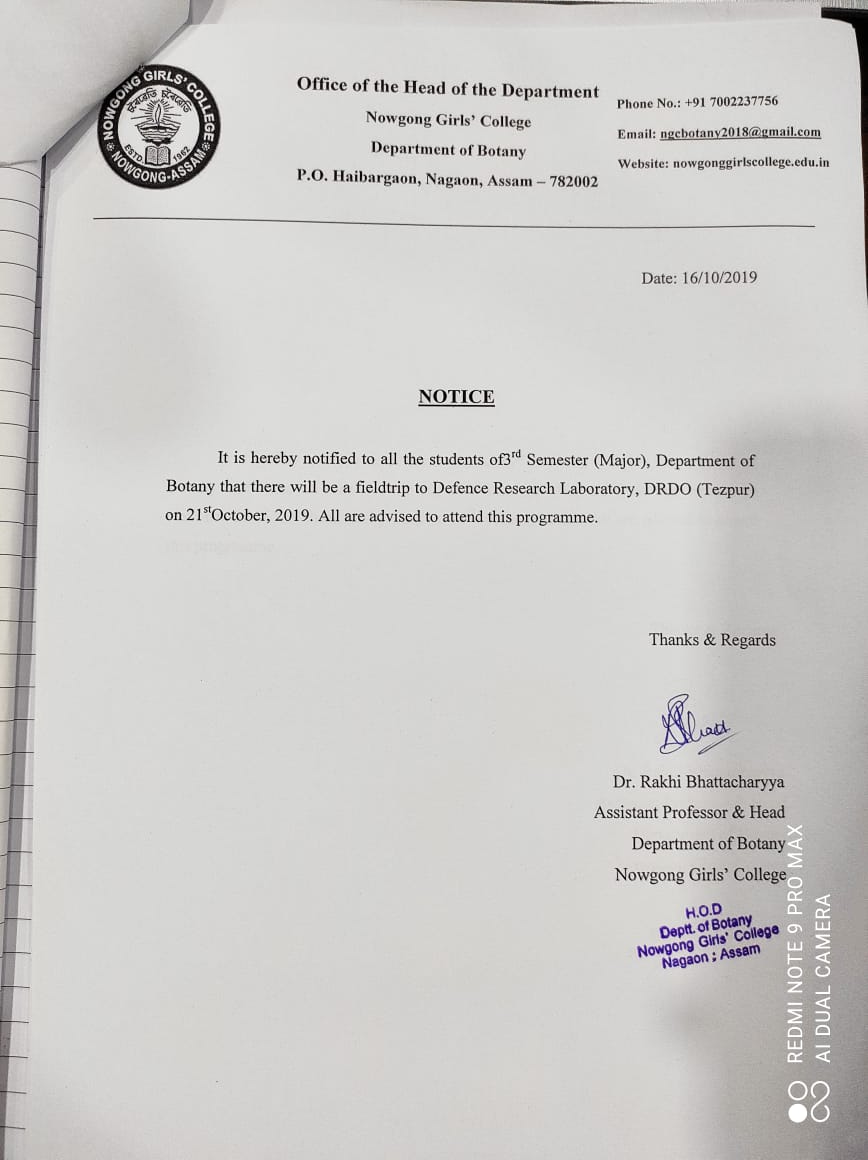 NOWGONG GIRLS' COLLEGE
ESTD 1962
NOWGONG-ASSAM
Office of the Head of the Department
Nowgong Girls' College
Department of Botany
P.O. Haibargaon, Nagaon, Assam – 782002
Phone No.: +91 7002237756
Email: ngcbotany2018@gmail.com
Website: nowgonggirlscollege.edu.in
Date: 16/10/2019
NOTICE
It is hereby notified to all the students of3rd Semester (Major), Department of
Botany that there will be a fieldtrip to Defence Research Laboratory, DRDO (Tezpur)
on 21stOctober, 2019. All are advised to attend this programme.
Thanks & Regards
Dr. Rakhi Bhattacharyya
Assistant Professor & Head
Department of Botany
Nowgong Girls' College
H.O.D
Deptt. of Botany
Nowgong Girls' College
Nagaon ; Assam
REDMI NOTE 9 PRO MAX
AI DUAL CAMERA